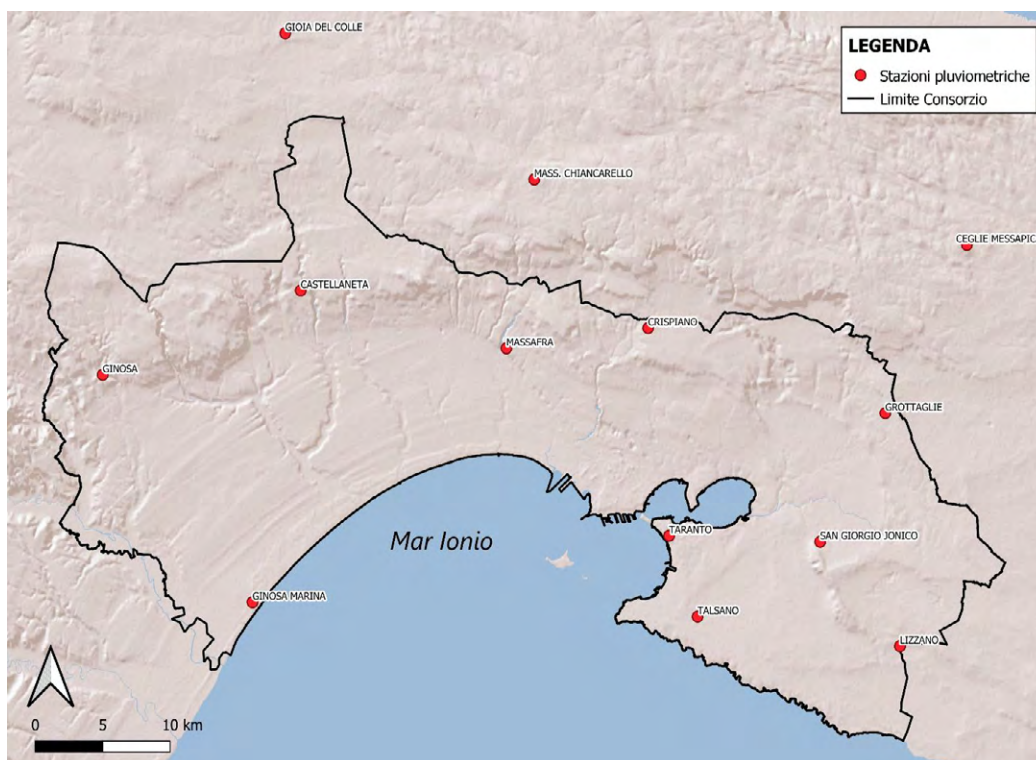 GIOIA DEL COLLE
LEGENDA
Stazioni pluviometriche
Limite Consorzio
MASS. CHIANCARELLO
CEGLIE MESSAPIC
CASTELLANETA
CRISPIANO
MASSAFRA
GINOSA
GROTTAGLIE
TARANTO
Mar Ionio
SAN GIORGIO JONICO
GINOSA MARINA
TALSANO
LIZZANO
0 5 10 km